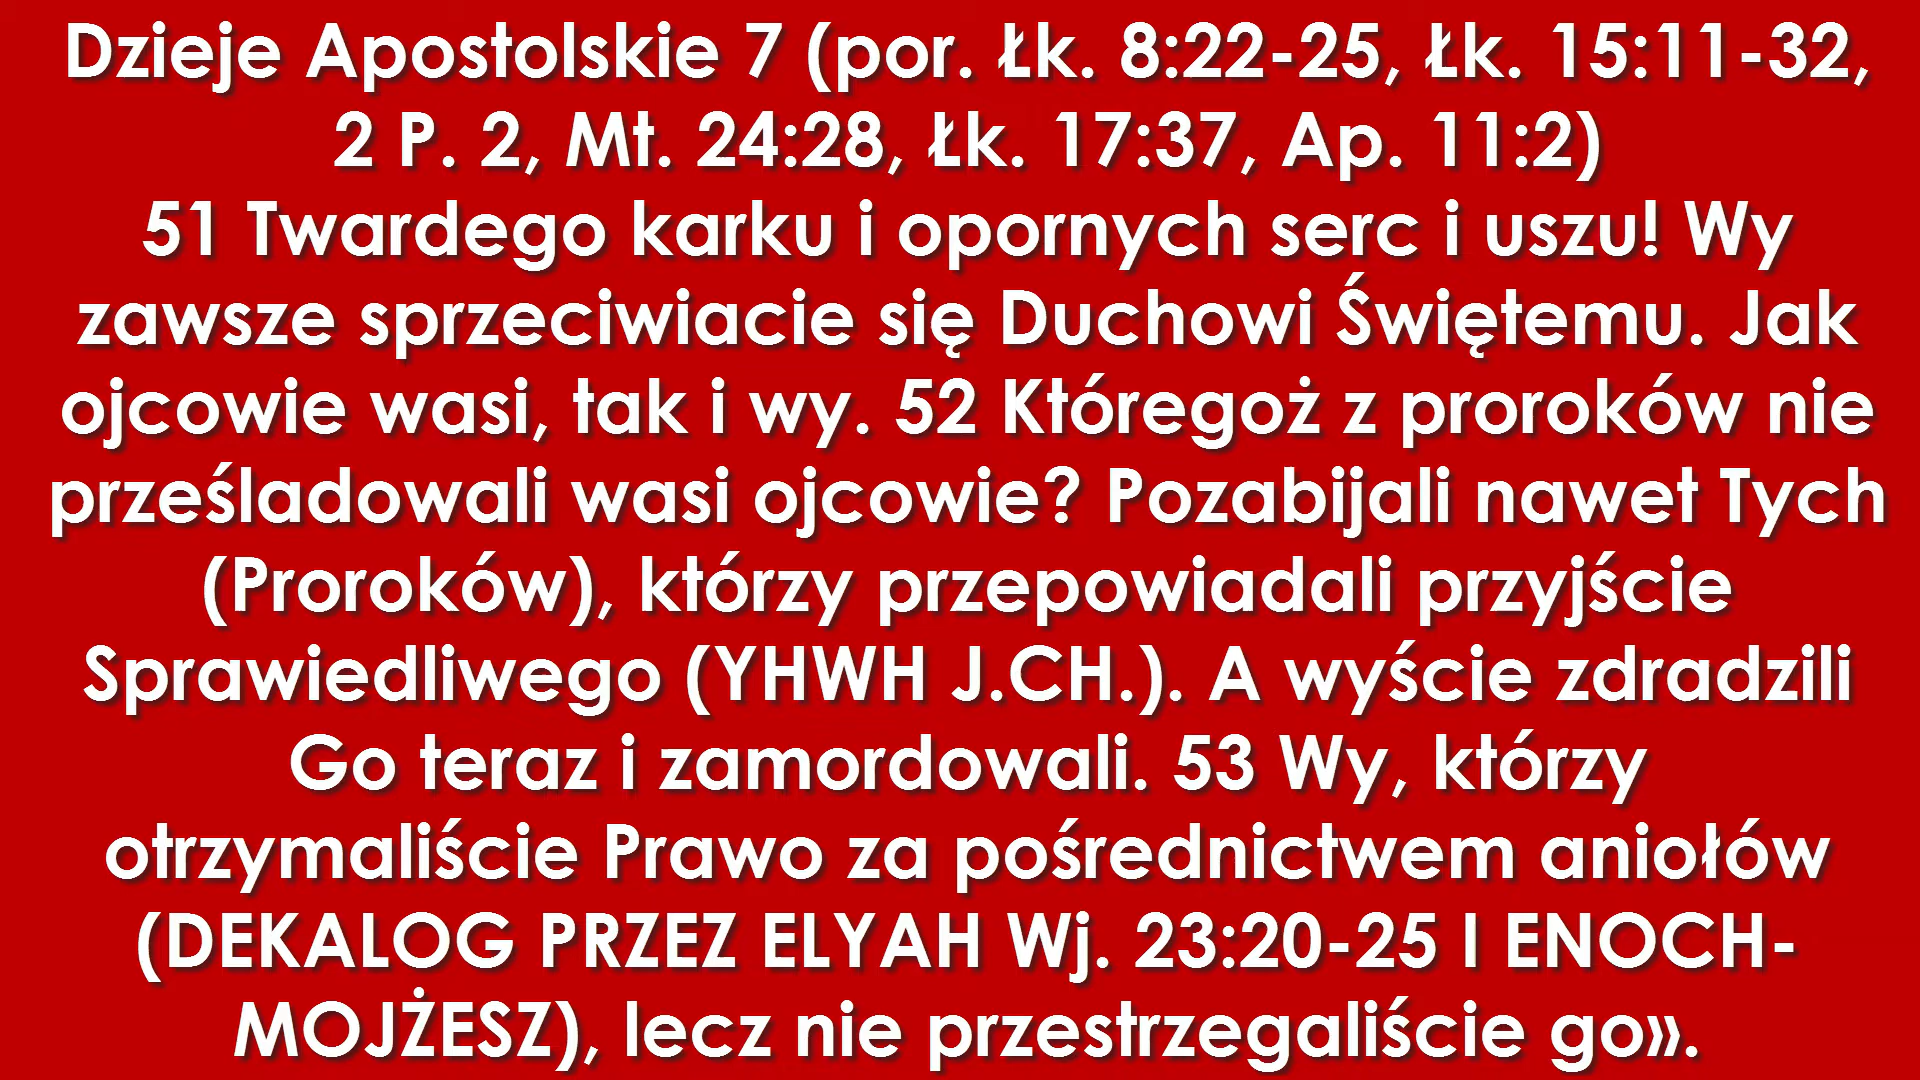 Dzieje Apostolskie 7 (por. Łk. 8:22-25, Łk. 15:11-32,
2 P. 2, Mt. 24:28, Łk. 17:37, Ap. 11:2)
51 Twardego karku i opornych serc i uszu! Wy
zawsze sprzeciwiacie się Duchowi Świętemu. Jak
ojcowie wasi, tak i wy. 52 Któregoż z proroków nie
prześladowali wasi ojcowie? Pozabijali nawet Tych
(Proroków), którzy przepowiadali przyjście
Sprawiedliwego (YHWH J.CH.). A wyście zdradzili
Go teraz i zamordowali. 53 Wy, którzy
otrzymaliście Prawo za pośrednictwem aniołów
(DEKALOG PRZEZ ELYAH Wj. 23:20-25 I ENOCH-
MOJŻESZ), lecz nie przestrzegaliście go».